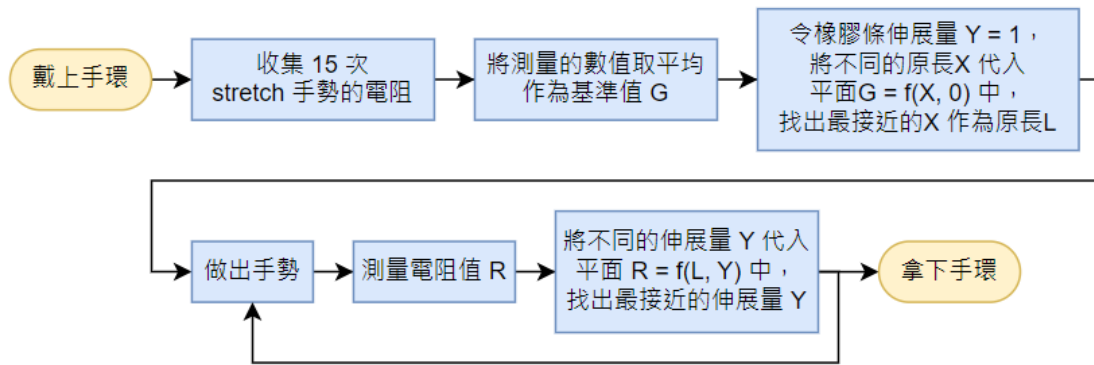 戴上手環
收集 15 次
stretch 手勢的電阻
將測量的數值取平均
作為基準值 G
令橡膠條伸展量 Y = 1，
將不同的原長X 代入
平面G = f(X, 0) 中，
找出最接近的X 作為原長L
做出手勢
測量電阻值 R
將不同的伸展量 Y 代入
平面 R = f(L, Y) 中，
找出最接近的伸展量 Y
拿下手環